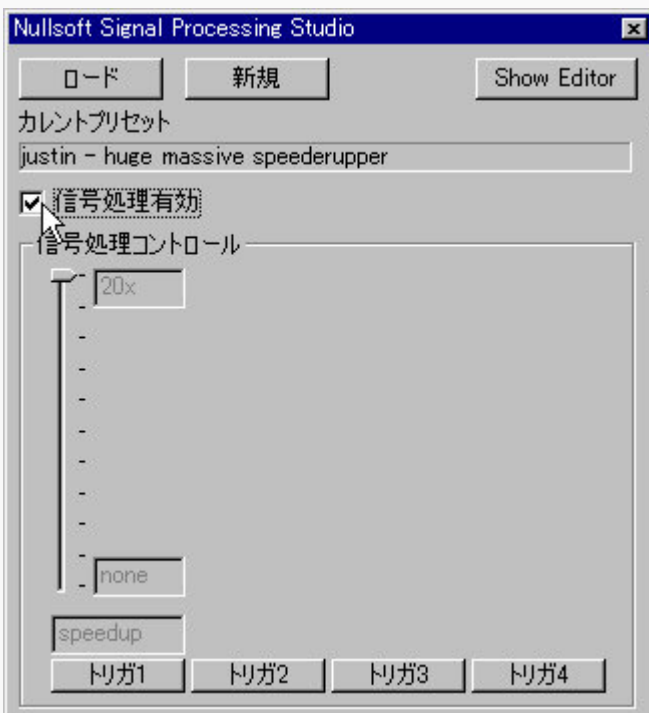 Nullsoft Signal Processing Studio
ロード 新規 Show Editor
カレントプリセット
justin - huge massive speederupper
信号処理有効
信号処理コントロール
20x
none
speedup
トリガ1 トリガ2 トリガ3 トリガ4